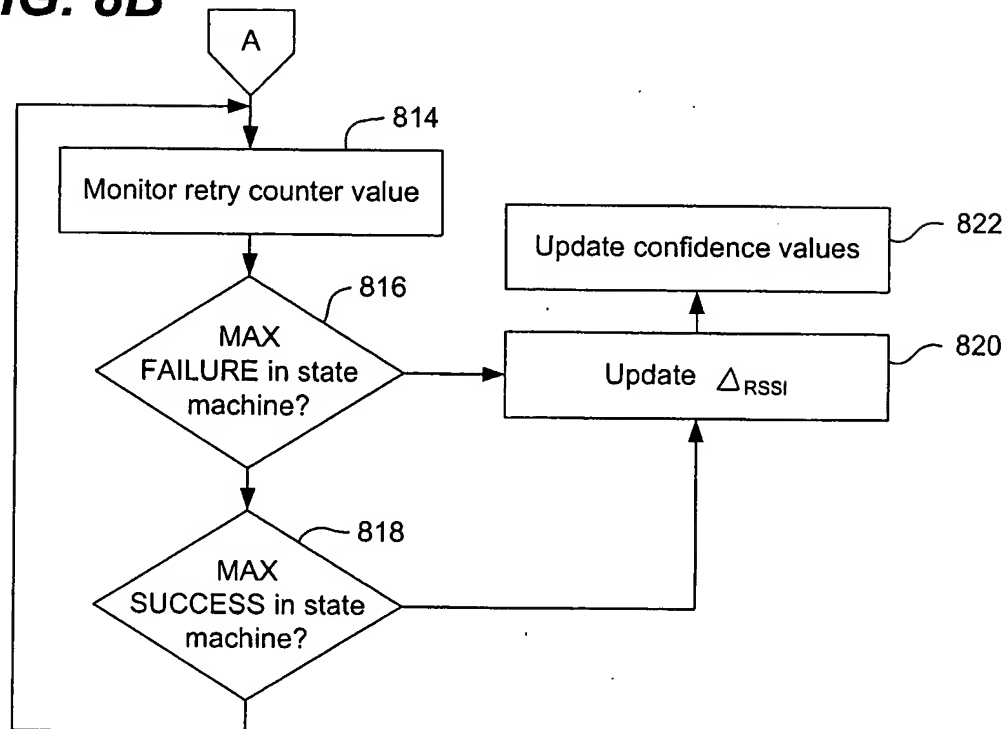 IG. 8B
A
814
Monitor retry counter value
822
Update confidence values
816
MAX
FAILURE in state
machine?
820
Update △RSSI
818
MAX
SUCCESS in state
machine?